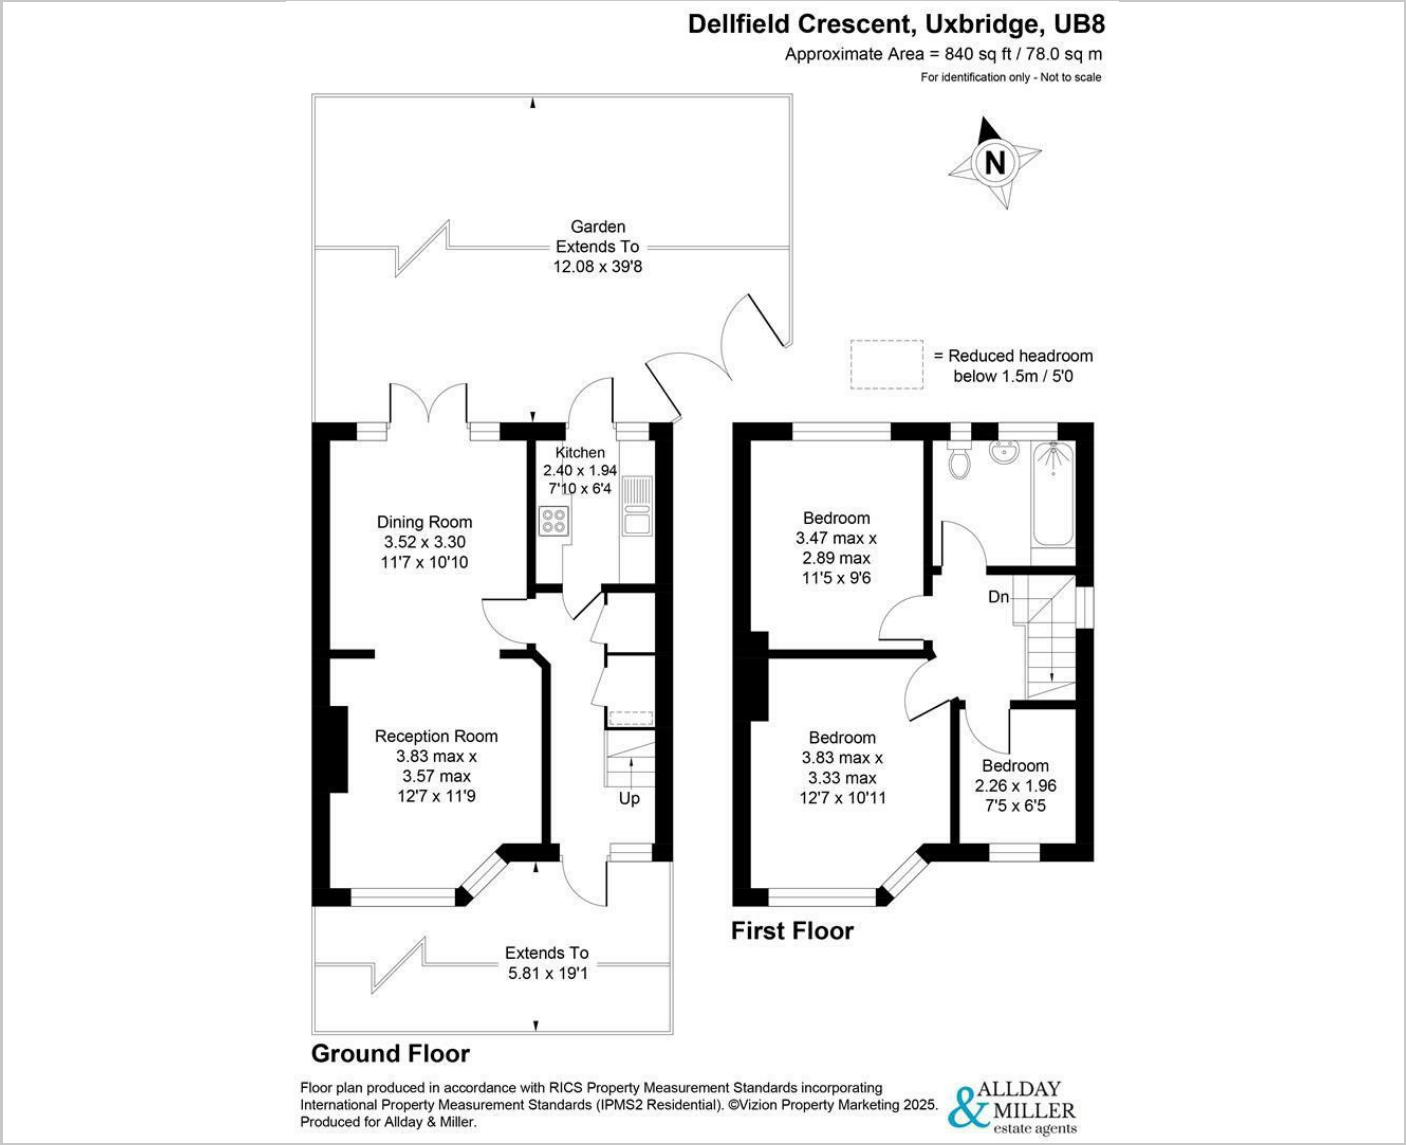 Dellfield Crescent, Uxbridge, UB8
Approximate Area = 840 sq ft / 78.0 sq m
For identification only - Not to scale
N
Garden
Extends To
12.08 x 39'8
= Reduced headroom
below 1.5m / 5'0
Kitchen
2.40 x 1.94
7'10 x 6'4
Dining Room
3.52 x 3.30
11'7 x 10'10
Reception Room
3.83 max x
3.57 max
12'7 x 11'9
Up
Extends To
5.81 x 19'1
Ground Floor
Bedroom
3.47 max x
2.89 max
11'5 x 9'6
Dn
Bedroom
3.83 max x
3.33 max
12'7 x 10'11
Bedroom
2.26 x 1.96
7'5 x 6'5
First Floor
Floor plan produced in accordance with RICS Property Measurement Standards incorporating
International Property Measurement Standards (IPMS2 Residential). ©Vizion Property Marketing 2025.
Produced for Allday & Miller.
ALLDAY
& MILLER
estate agents